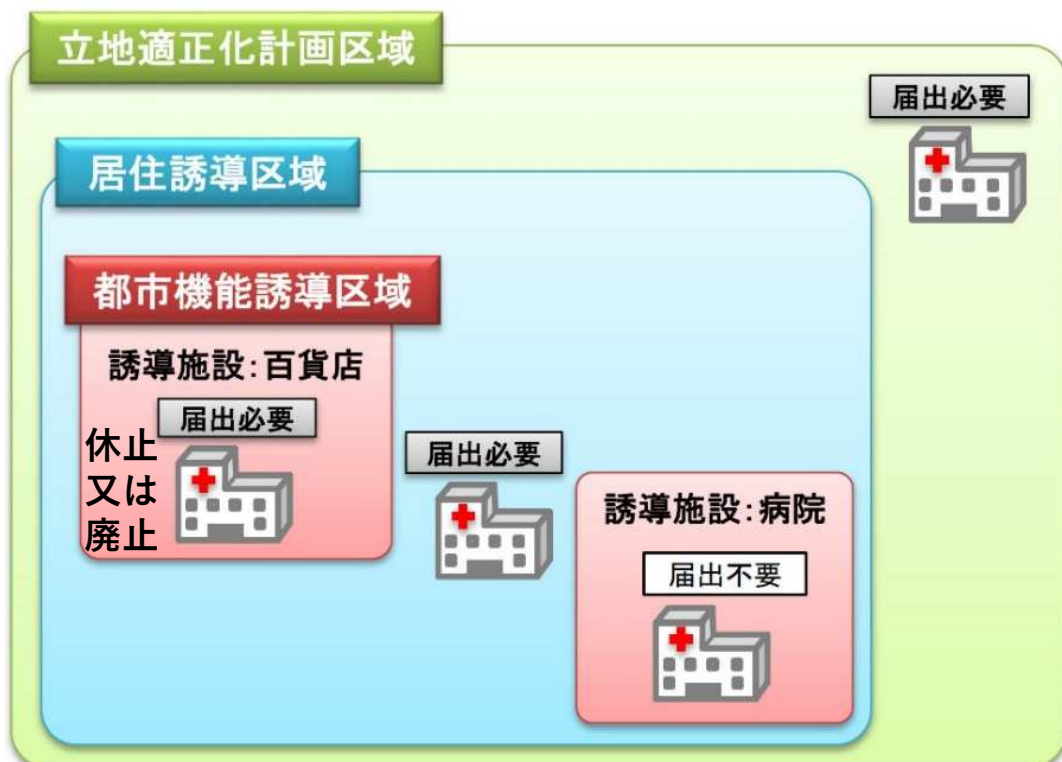 立地適正化計画区域
届出必要
居住誘導区域
都市機能誘導区域
誘導施設:百貨店
届出必要
休止
又は
廃止
届出必要
誘導施設:病院
届出不要